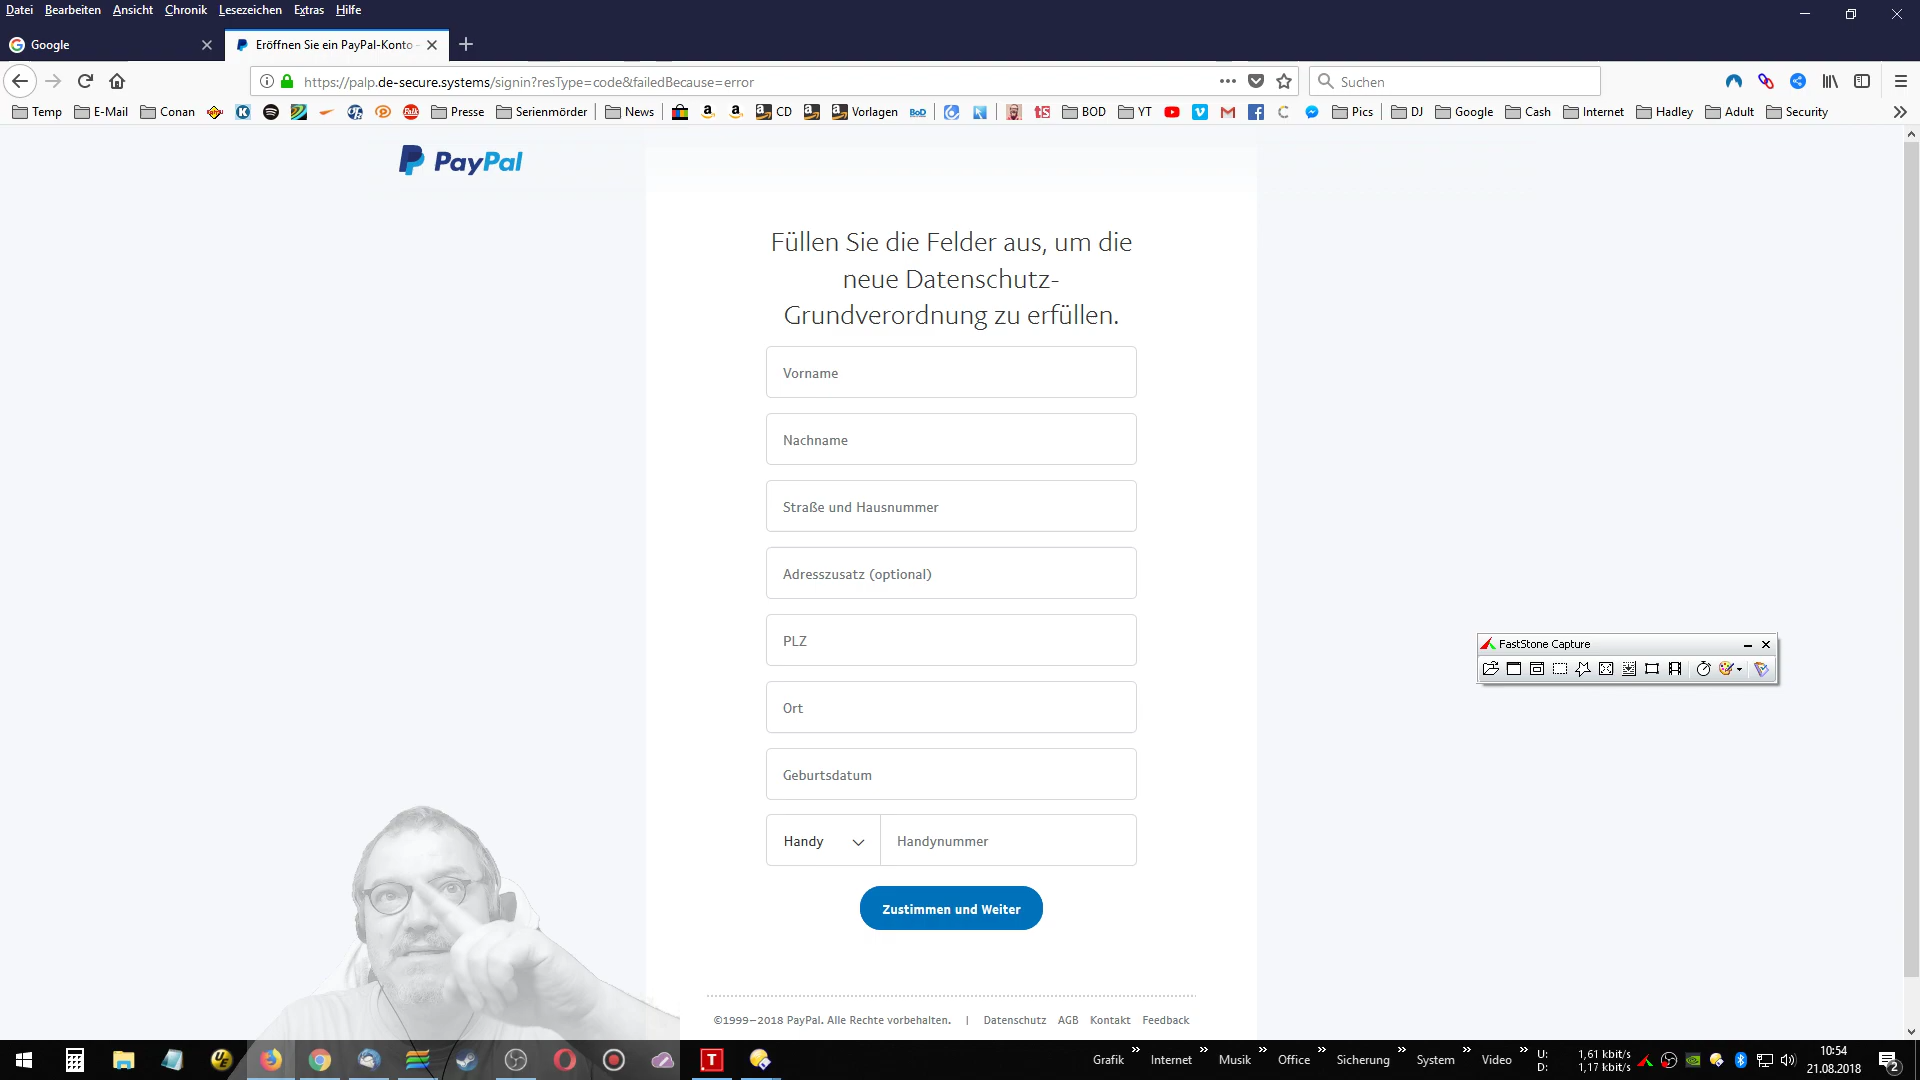 Datei Bearbeiten Ansicht Chronik Lesezeichen Extras Hilfe
Google
Eröffnen Sie ein PayPal-Konto -
https://palp.de-secure.systems/signin?resType=code&failedBecause=error
Suchen
Temp E-Mail Conan Presse Serienmörder News CD Vorlagen BoD tS BOD YT Pics DJ Google Cash Internet Hadley Adult Security
PayPal
Füllen Sie die Felder aus, um die
neue Datenschutz-
Grundverordnung zu erfüllen.
Vorname
Nachname
Straße und Hausnummer
Adresszusatz (optional)
PLZ
Ort
Geburtsdatum
Handy Handynummer
Zustimmen und Weiter
©1999–2018 PayPal. Alle Rechte vorbehalten. | Datenschutz AGB Kontakt Feedback
FastStone Capture
Grafik Internet Musik Office Sicherung System Video
U: 1,61 kbit/s
D: 1,17 kbit/s
10:54
21.08.2018
2